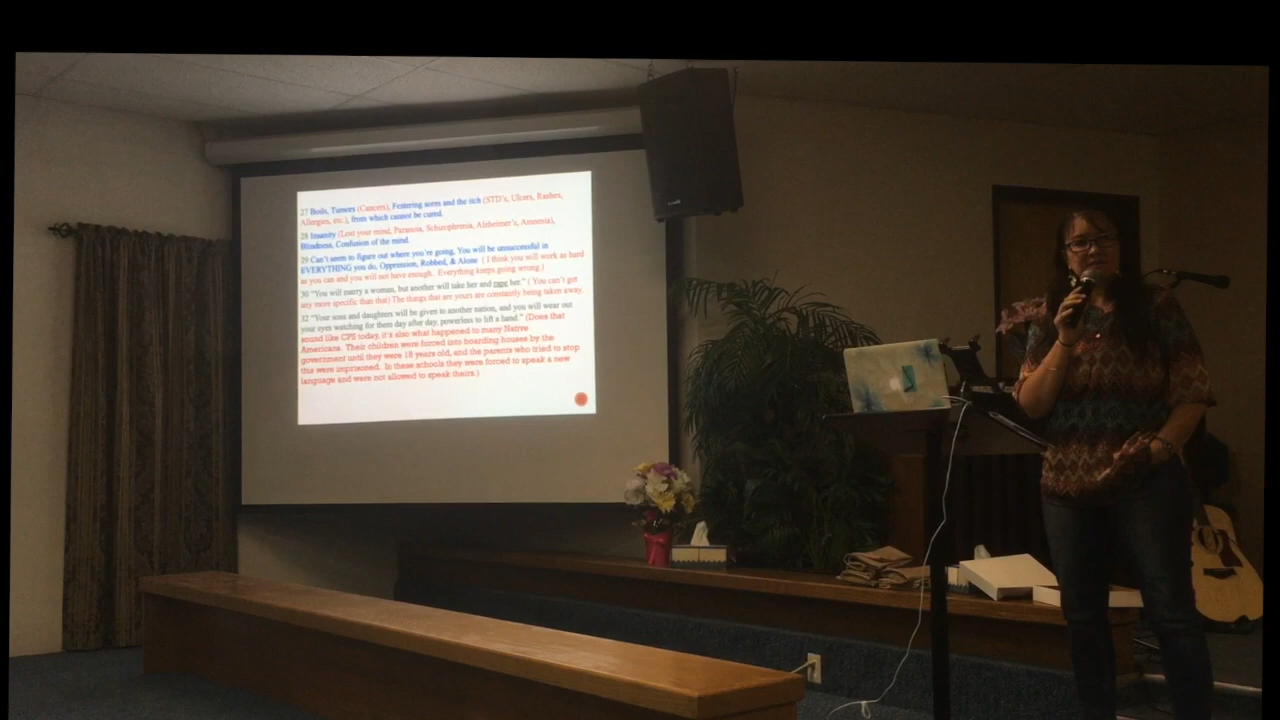 27 Boils, Tumors (Cancers), Festering sores and the itch (STD's, Ulcers, Rashes,
Allergies, etc.), from which cannot be cured.
28 Insanity (Lost your mind, Paranoia, Schizophrenia, Alzheimer's, Amnesia),
Blindness, Confusion of the mind.
29 Can't seem to figure out where you're going, You will be unsuccessful in
EVERYTHING you do, Oppression, Robbed, & Alone ( I think you will work as hard
as you can and you will not have enough. Everything keeps going wrong.)
30 "You will marry a woman, but another will take her and rape her." ( You can't get
any more specific than that) The things that are yours are constantly being taken away.
32 "Your sons and daughters will be given to another nation, and you will wear out
your eyes watching for them day after day, powerless to lift a hand." (Does that
sound like CPS today, it's also what happened to many Native
Americans. Their children were forced into boarding houses by the
government until they were 18 years old, and the parents who tried to stop
this were imprisoned. In these schools they were forced to speak a new
language and were not allowed to speak theirs.)